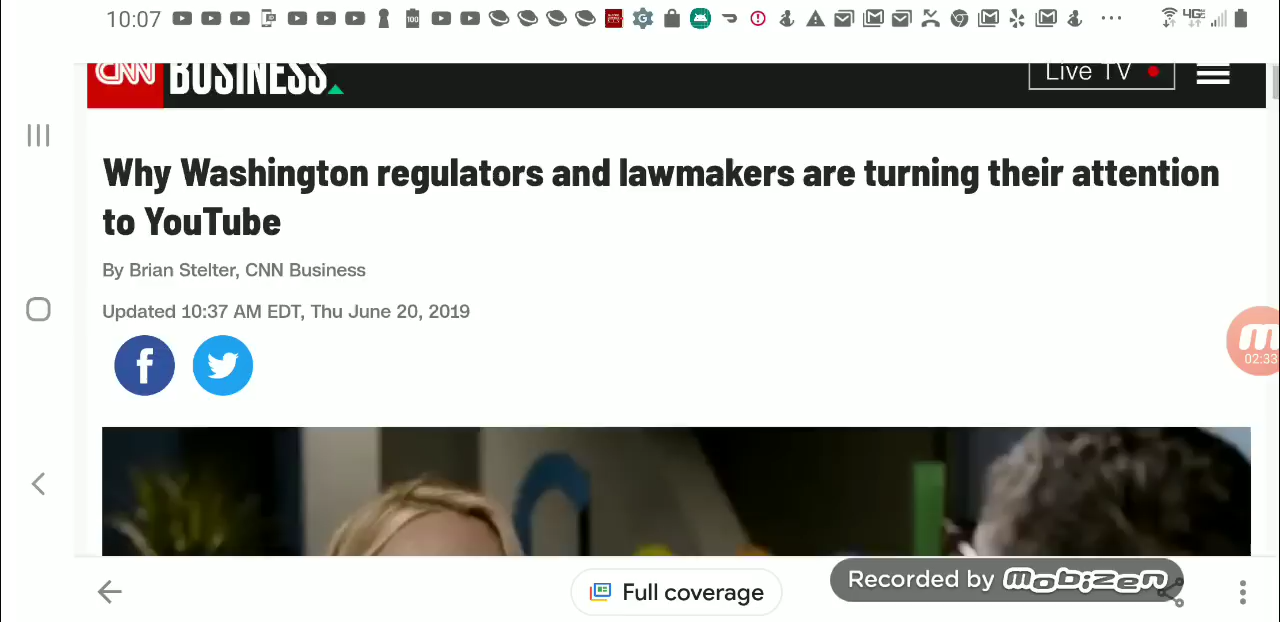 10:07
100
4GE
CNN BUSINESS
Live TV
Why Washington regulators and lawmakers are turning their attention
to YouTube
By Brian Stelter, CNN Business
Updated 10:37 AM EDT, Thu June 20, 2019
02:33
Full coverage
Recorded by mobizen